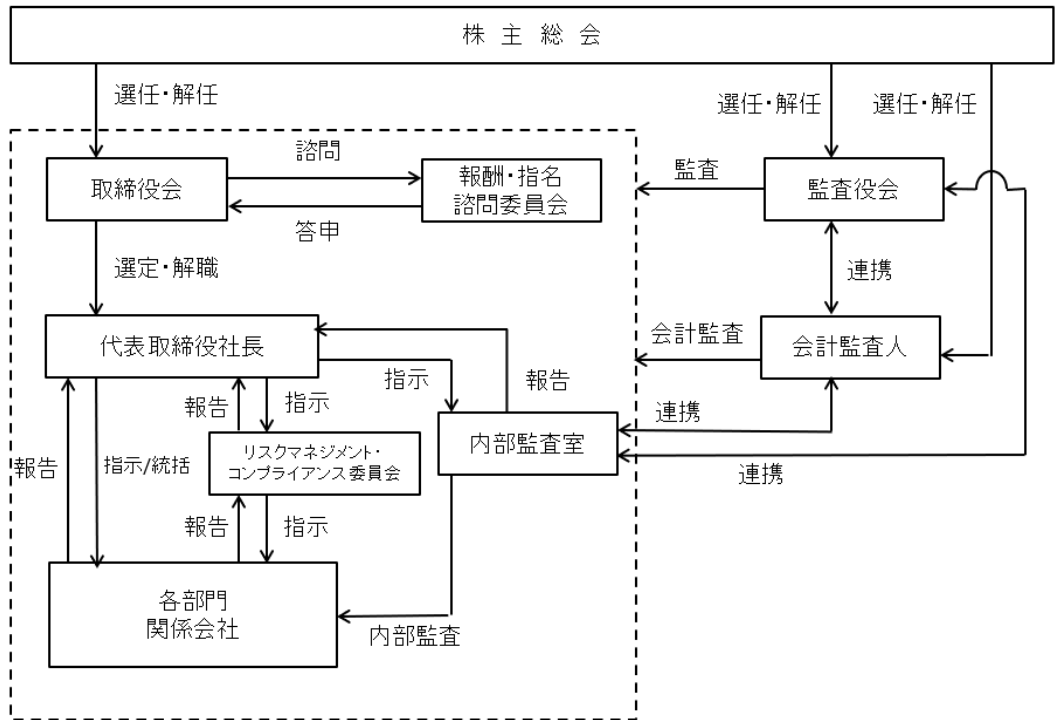 株 主 総 会
選任・解任
選任・解任
選任・解任
諮問
取締役会
報酬・指名
諮問委員会
監査
監査役会
答申
選定・解職
連携
代表取締役社長
会計監査
会計監査人
指示
報告
報告
指示
連携
リスクマネジメント・
コンプライアンス委員会
内部監査室
報告
指示/統括
連携
報告
指示
各部門
関係会社
内部監査